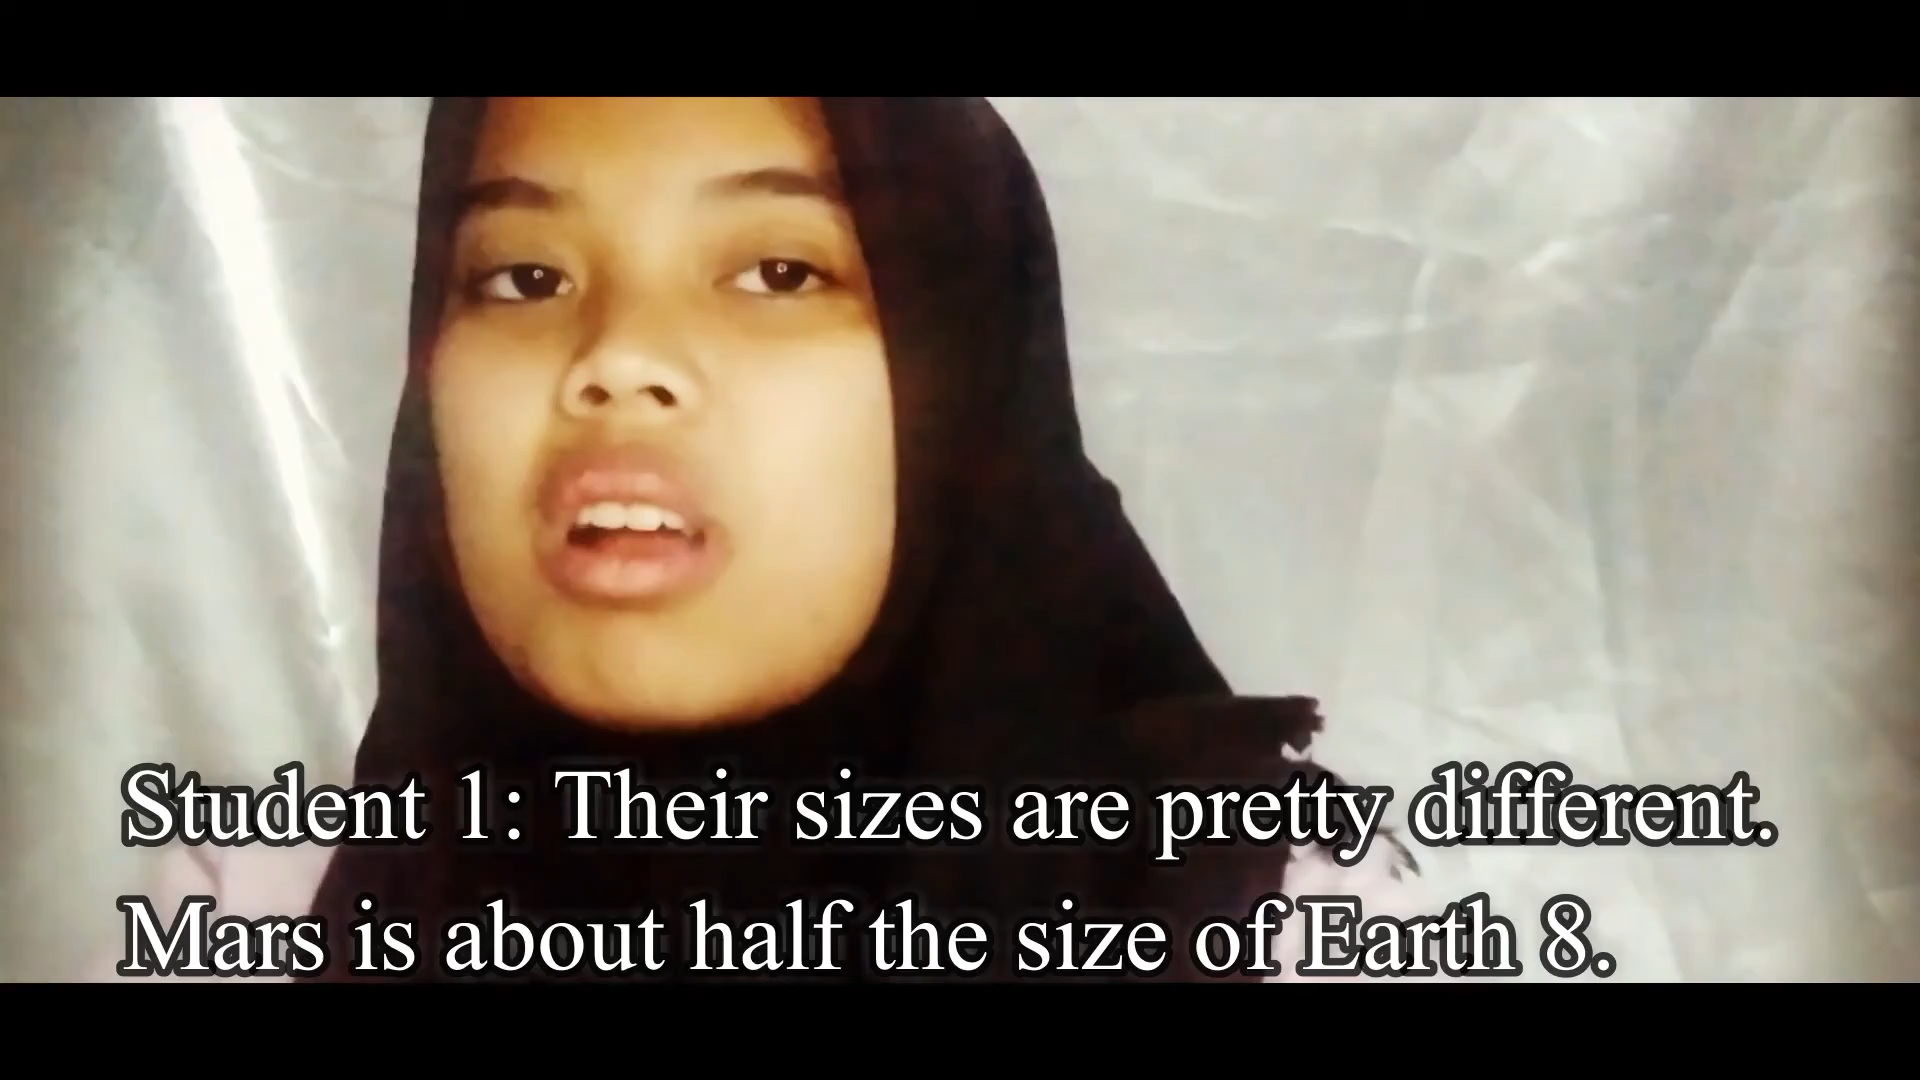 Student 1: Their sizes are pretty different.
Mars is about half the size of Earth 8.